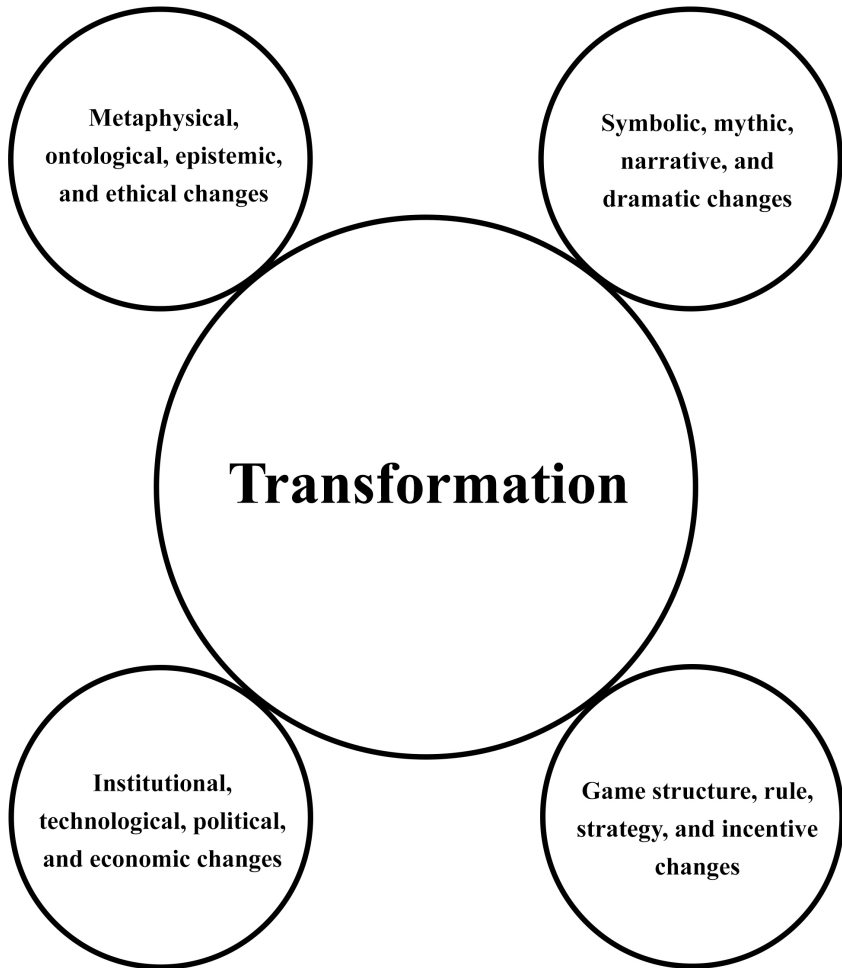 Metaphysical,
ontological, epistemic,
and ethical changes
Symbolic, mythic,
narrative, and
dramatic changes
Transformation
Institutional,
technological, political,
and economic changes
Game structure, rule,
strategy, and incentive
changes